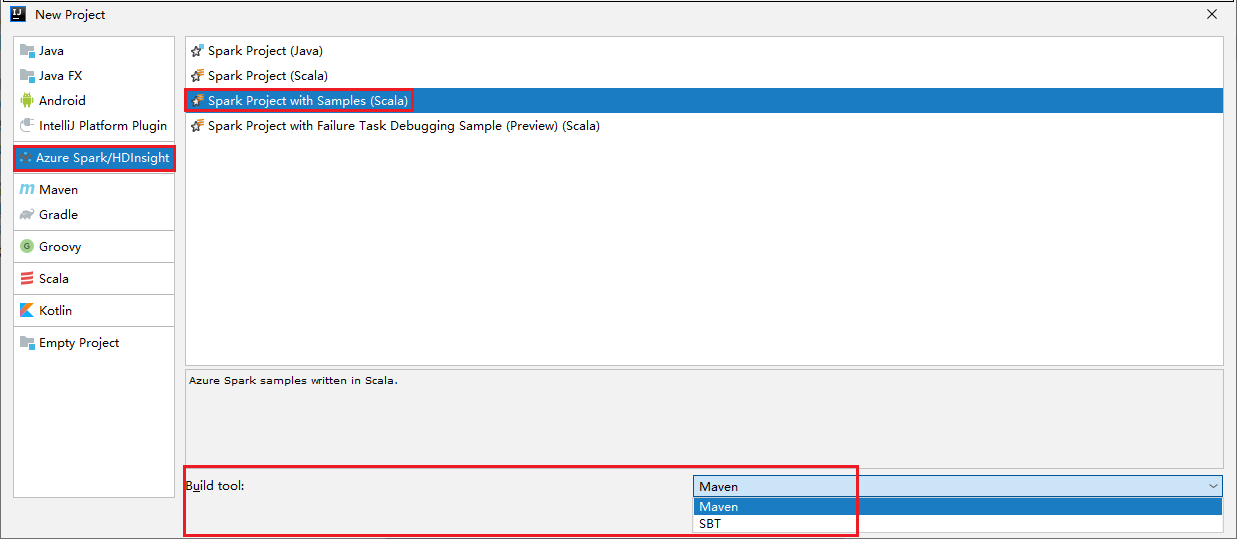 New Project
Java
Java FX
Android
IntelliJ Platform Plugin
Azure Spark/HDInsight
Maven
Gradle
Groovy
Scala
Kotlin
Empty Project
Spark Project (Java)
Spark Project (Scala)
Spark Project with Samples (Scala)
Spark Project with Failure Task Debugging Sample (Preview) (Scala)
Azure Spark samples written in Scala.
Build tool:
Maven
Maven
SBT